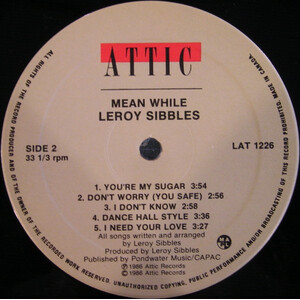 ATTIC
MEAN WHILE
LEROY SIBBLES
SIDE 2
33 1/3 rpm
LAT 1226
1. YOU'RE MY SUGAR 3:54
2. DON'T WORRY (YOU SAFE) 2:56
3. I DON'T KNOW 2:58
4. DANCE HALL STYLE 3:36
5. I NEED YOUR LOVE 3:27
All songs written and arranged
by Leroy Sibbles
Produced by Leroy Sibbles
Published by Pondwater Music/CAPAC
℗ 1986 Attic Records
© 1986 Attic Records
ALL RIGHTS OF THE RECORD PRODUCER AND OF THE OWNER OF THE RECORDED WORK RESERVED. UNAUTHORIZED COPYING, PUBLIC PERFORMANCE AND/OR BROADCASTING OF THIS RECORD PROHIBITED. MADE IN CANADA.